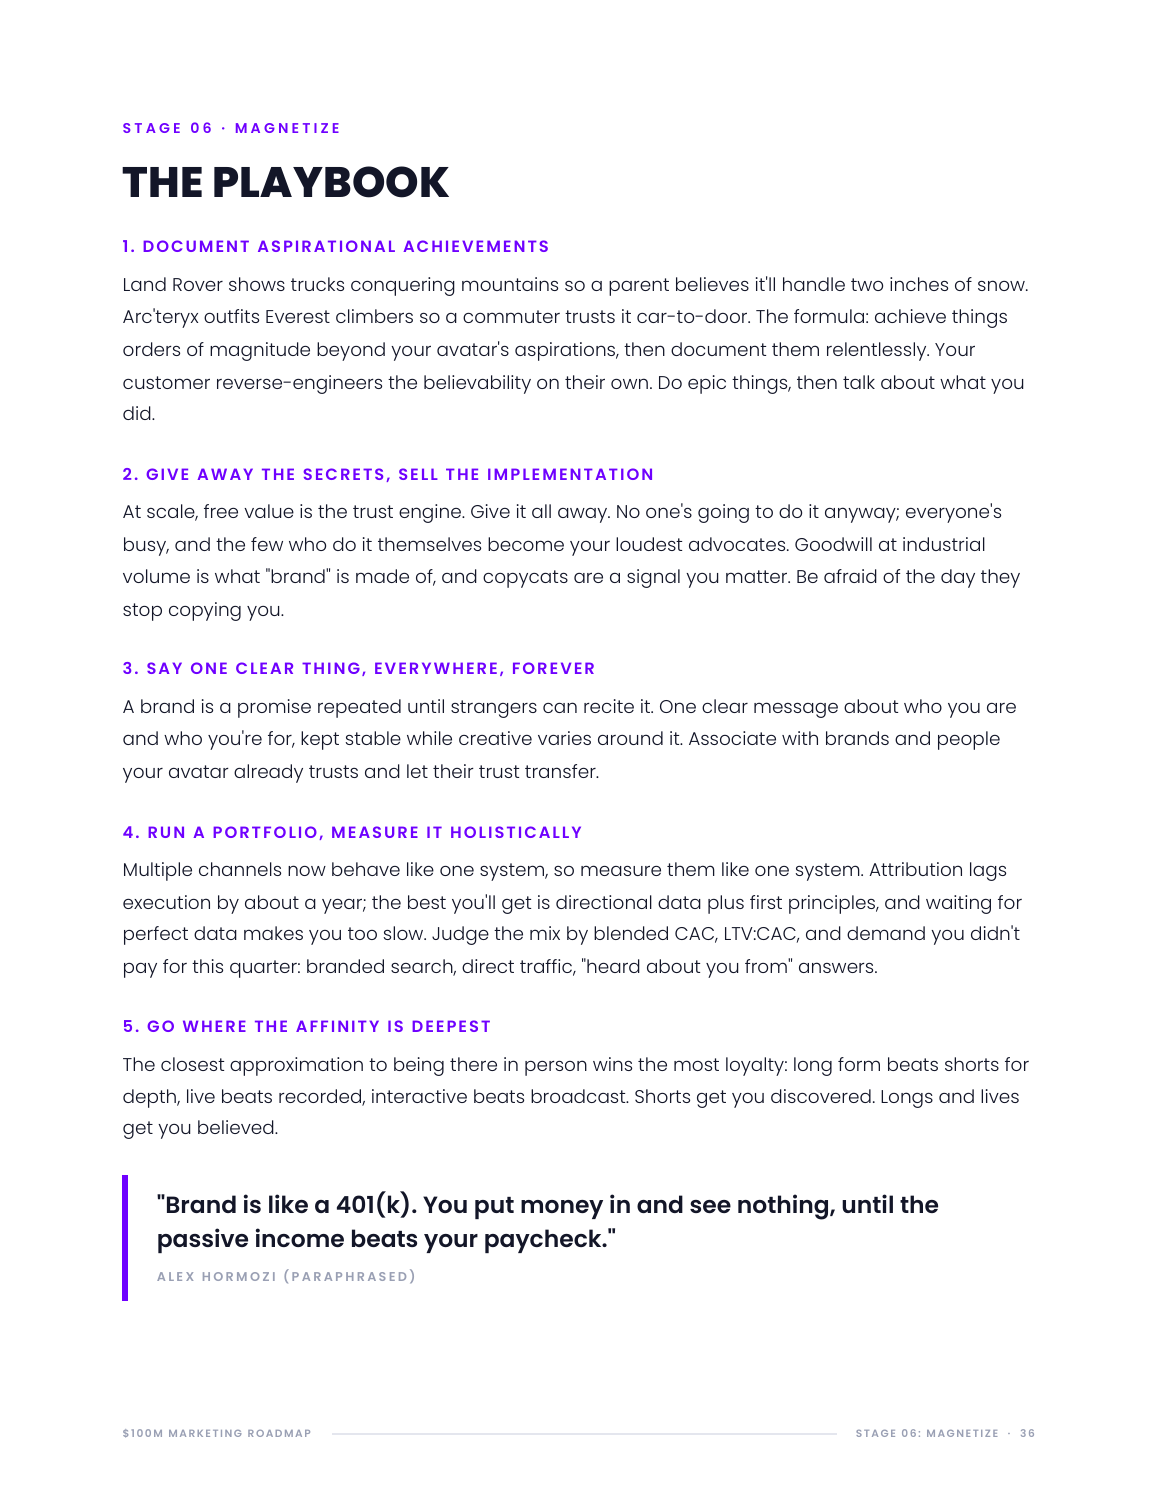 STAGE 06 · MAGNETIZE
THE PLAYBOOK
1. DOCUMENT ASPIRATIONAL ACHIEVEMENTS
Land Rover shows trucks conquering mountains so a parent believes it'll handle two inches of snow.
Arc'teryx outfits Everest climbers so a commuter trusts it car-to-door. The formula: achieve things
orders of magnitude beyond your avatar's aspirations, then document them relentlessly. Your
customer reverse-engineers the believability on their own. Do epic things, then talk about what you
did.
2. GIVE AWAY THE SECRETS, SELL THE IMPLEMENTATION
At scale, free value is the trust engine. Give it all away. No one's going to do it anyway; everyone's
busy, and the few who do it themselves become your loudest advocates. Goodwill at industrial
volume is what "brand" is made of, and copycats are a signal you matter. Be afraid of the day they
stop copying you.
3. SAY ONE CLEAR THING, EVERYWHERE, FOREVER
A brand is a promise repeated until strangers can recite it. One clear message about who you are
and who you're for, kept stable while creative varies around it. Associate with brands and people
your avatar already trusts and let their trust transfer.
4. RUN A PORTFOLIO, MEASURE IT HOLISTICALLY
Multiple channels now behave like one system, so measure them like one system. Attribution lags
execution by about a year; the best you'll get is directional data plus first principles, and waiting for
perfect data makes you too slow. Judge the mix by blended CAC, LTV:CAC, and demand you didn't
pay for this quarter: branded search, direct traffic, "heard about you from" answers.
5. GO WHERE THE AFFINITY IS DEEPEST
The closest approximation to being there in person wins the most loyalty: long form beats shorts for
depth, live beats recorded, interactive beats broadcast. Shorts get you discovered. Longs and lives
get you believed.
"Brand is like a 401(k). You put money in and see nothing, until the
passive income beats your paycheck."
ALEX HORMOZI (PARAPHRASED)
$100M MARKETING ROADMAP
STAGE 06: MAGNETIZE · 36